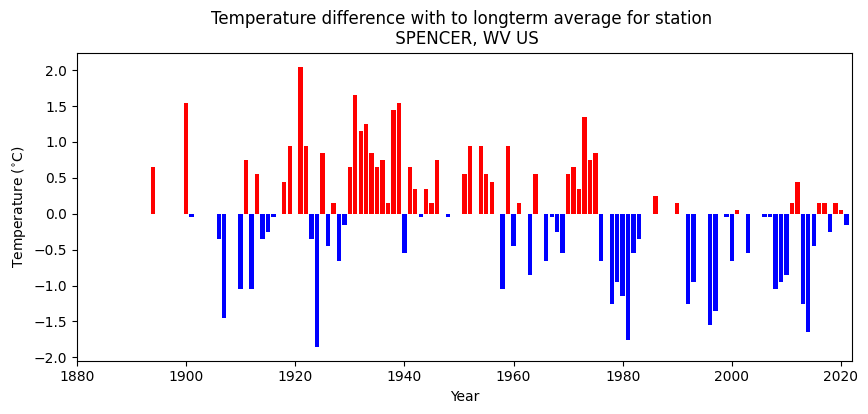 Temperature difference with to longterm average for station
SPENCER, WV US
2.0
1.5
1.0
0.5
0.0
−0.5
−1.0
−1.5
−2.0
Temperature (°C)
1880 1900 1920 1940 1960 1980 2000 2020
Year